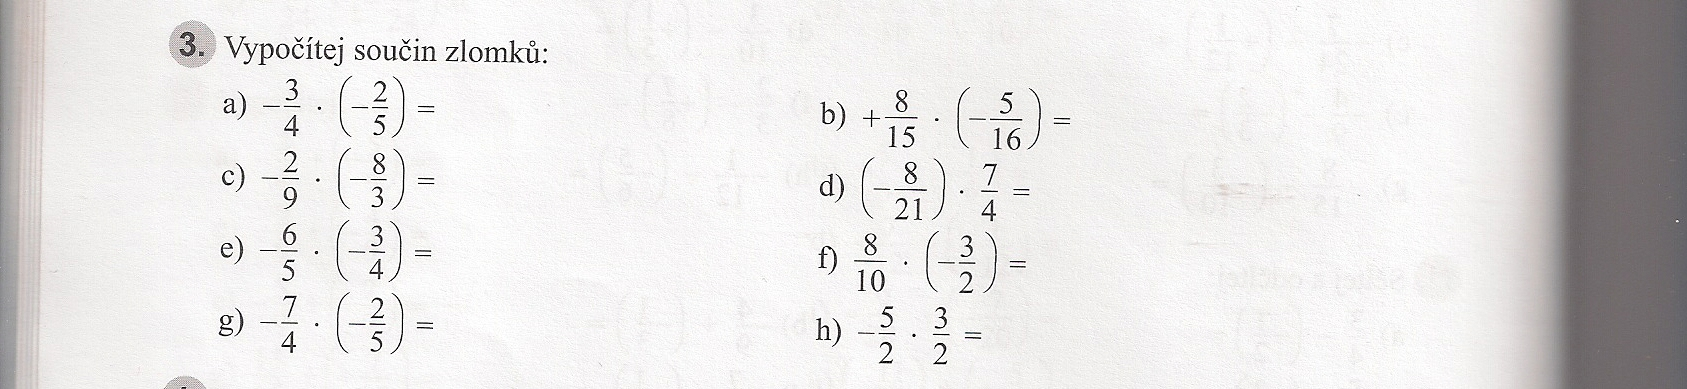 3. Vypočítej součin zlomků:
a) −3/4 · (−2/5) =
b) +8/15 · (−5/16) =
c) −2/9 · (−8/3) =
d) (−8/21) · 7/4 =
e) −6/5 · (−3/4) =
f) 8/10 · (−3/2) =
g) −7/4 · (−2/5) =
h) −5/2 · 3/2 =